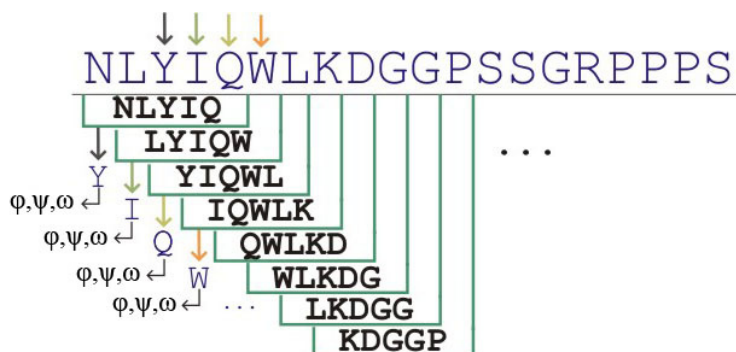 NLYIQWLKDGGPSSGRPPPS
NLYIQ
LYIQW
...
Y
YIQWL
φ,ψ,ω
I
IQWLK
φ,ψ,ω
Q
QWLKD
φ,ψ,ω
W
WLKDG
φ,ψ,ω
...
LKDGG
KDGGP